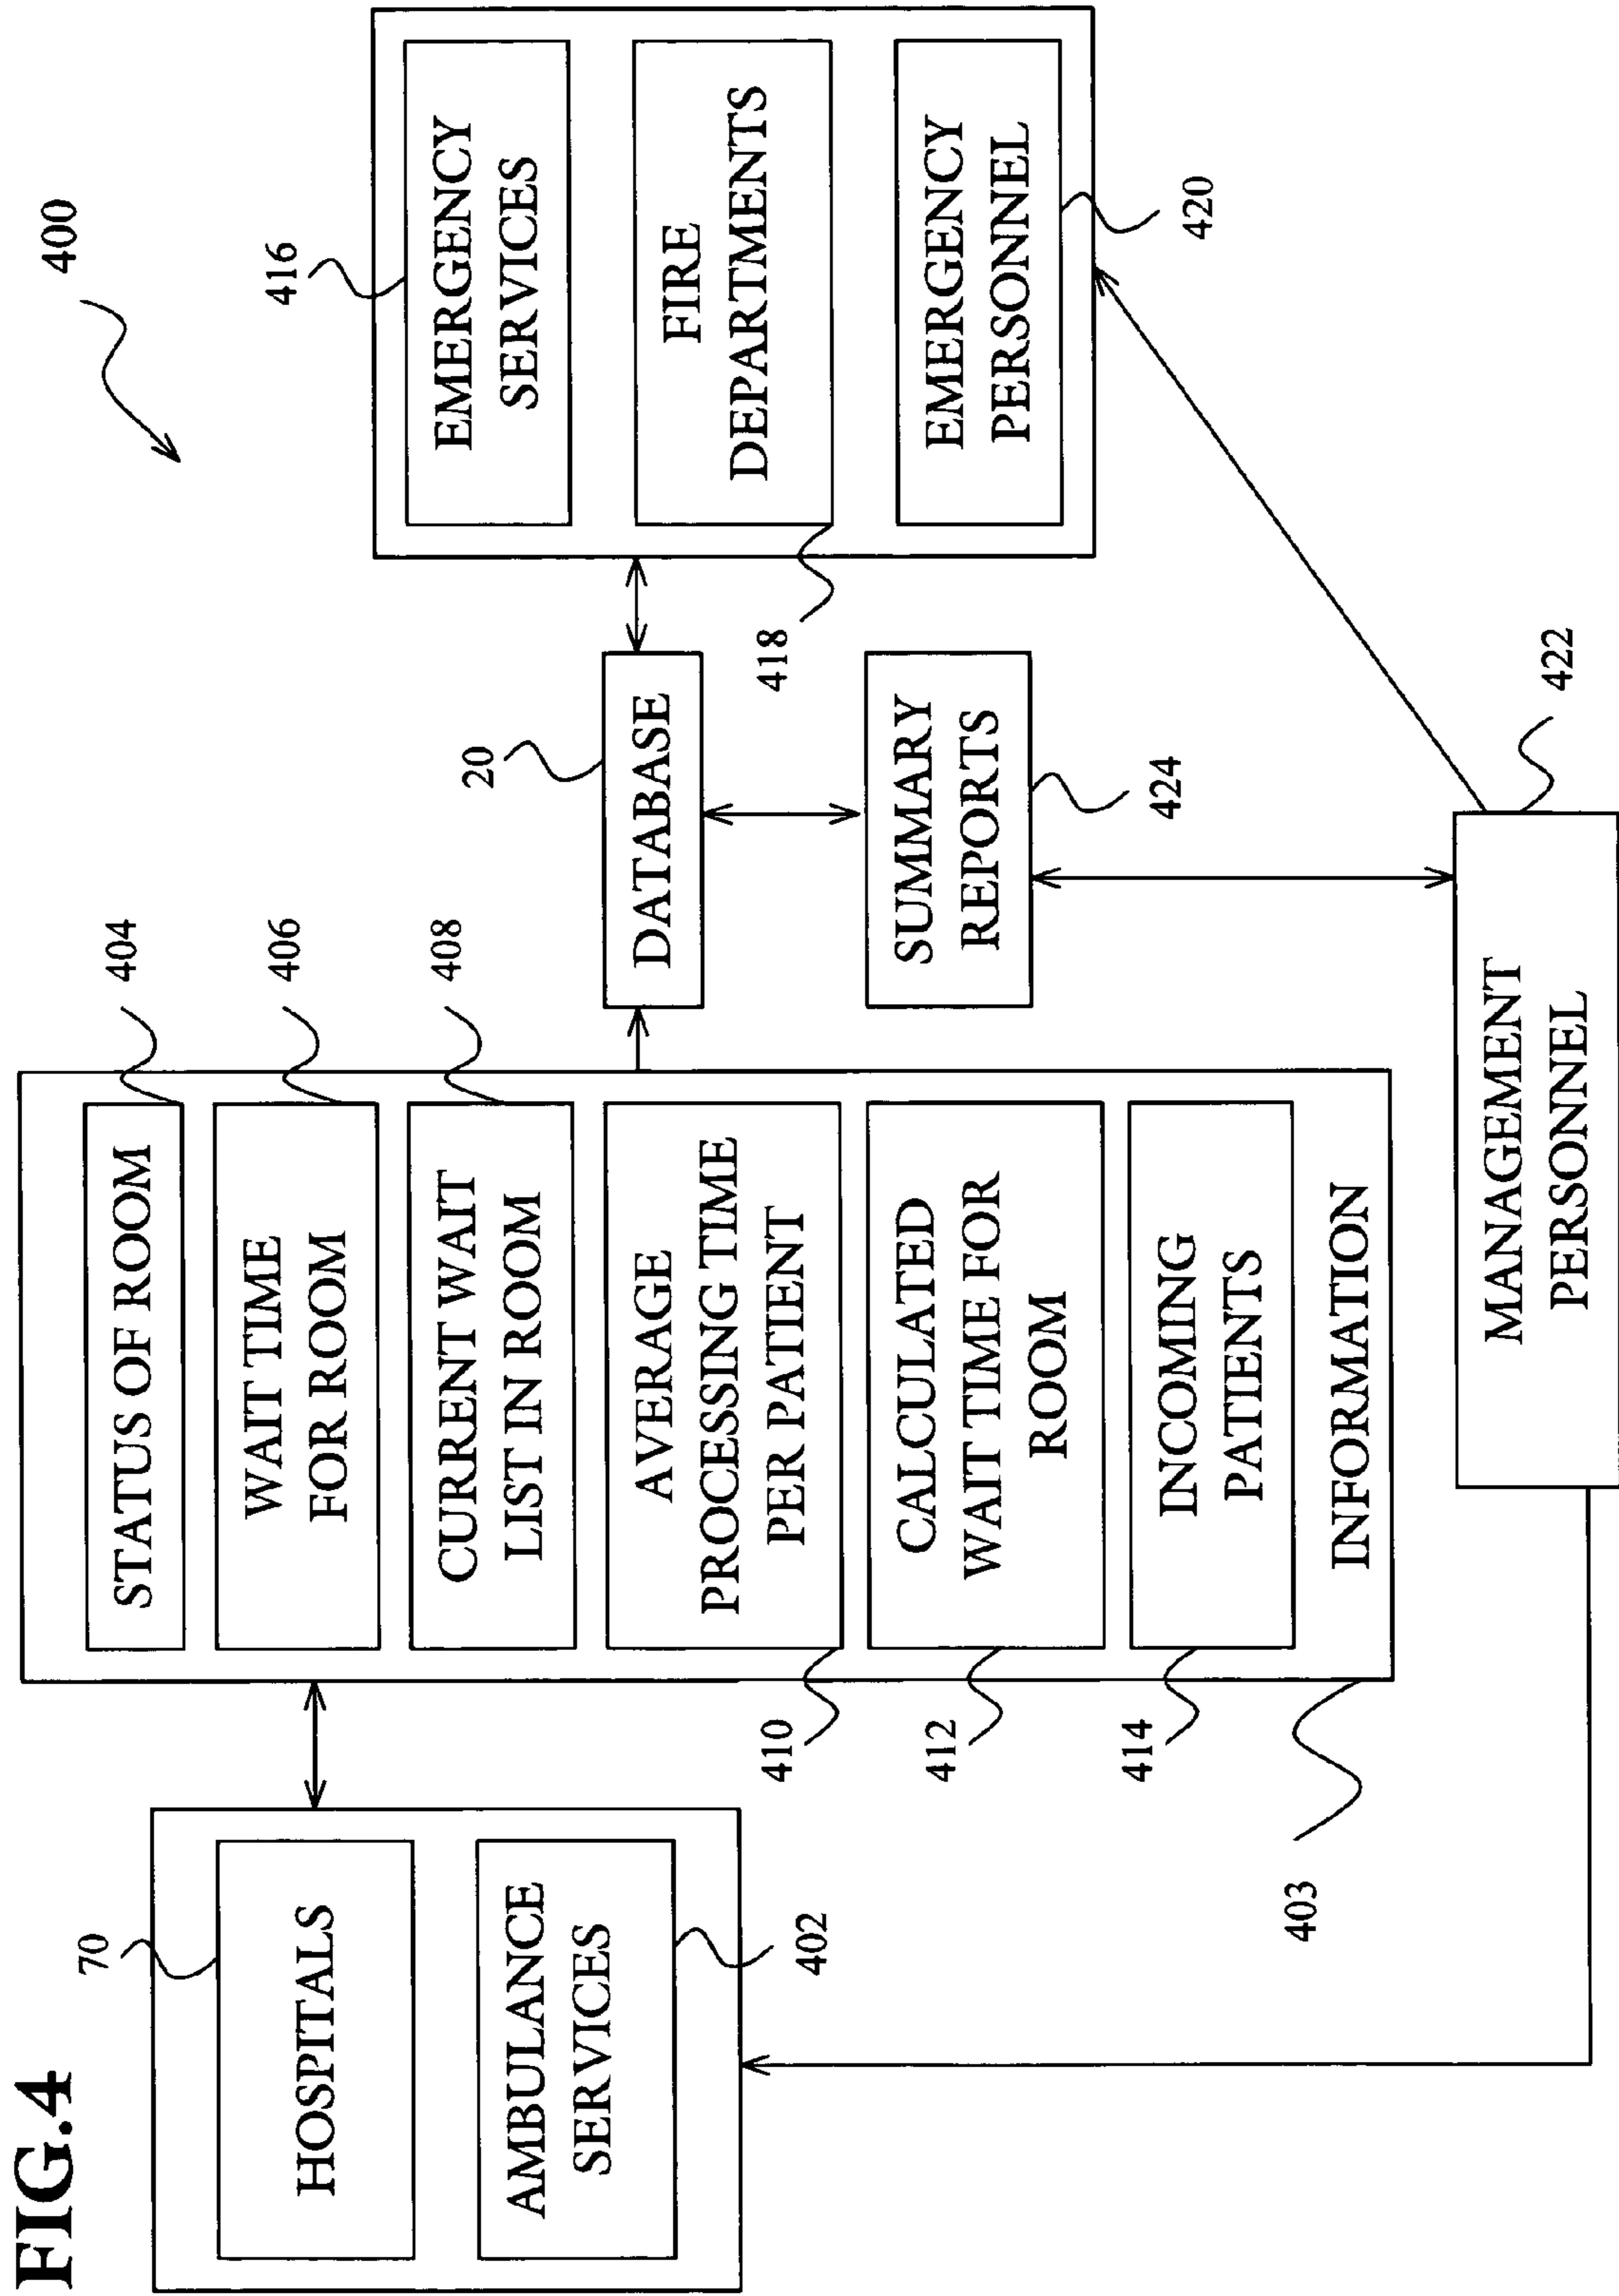 FIG.4
400
70
HOSPITALS
AMBULANCE
SERVICES
402
404
STATUS OF ROOM
406
WAIT TIME
FOR ROOM
408
CURRENT WAIT
LIST IN ROOM
AVERAGE
PROCESSING TIME
PER PATIENT
410
CALCULATED
WAIT TIME FOR
ROOM
412
INCOMING
PATIENTS
414
INFORMATION
403
20
DATABASE
SUMMARY
REPORTS
424
416
EMERGENCY
SERVICES
FIRE
DEPARTMENTS
418
EMERGENCY
PERSONNEL
420
MANAGEMENT
PERSONNEL
422